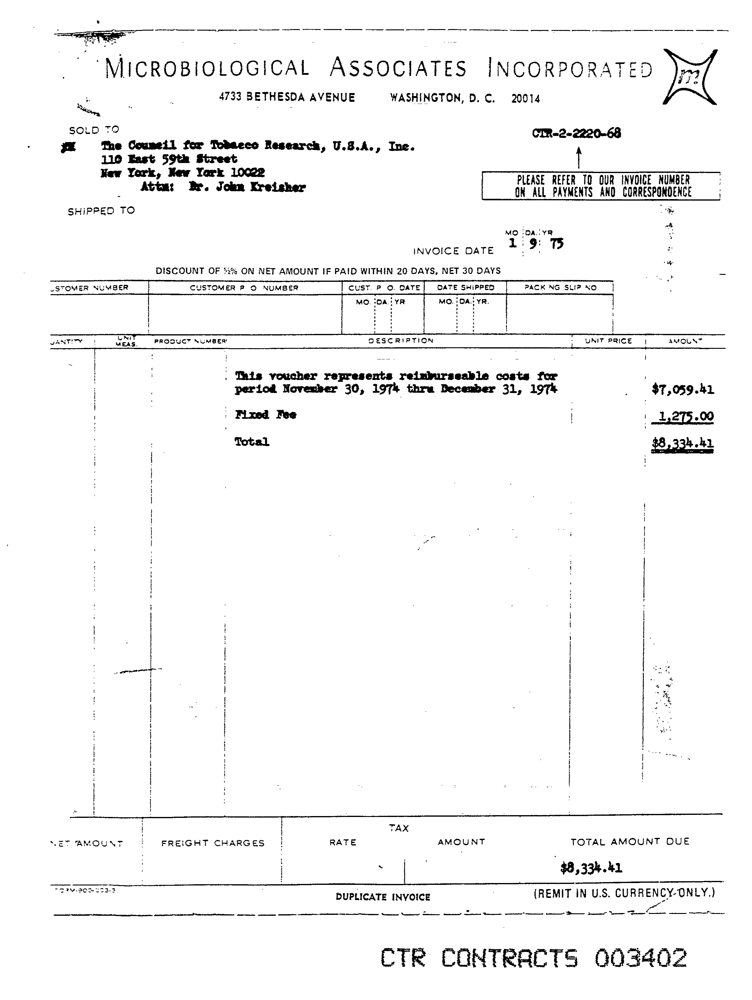 MICROBIOLOGICAL ASSOCIATES INCORPORATED
m
4733 BETHESDA AVENUE WASHINGTON, D. C. 20014
SOLD TO
The Council for Tobacco Research, U.S.A., Inc.
110 East 59th Street
New York, New York 10022
Attn: Dr. John Kreisher
CTR-2-2220-68
PLEASE REFER TO OUR INVOICE NUMBER
ON ALL PAYMENTS AND CORRESPONDENCE
SHIPPED TO
MO DA. YR
INVOICE DATE 1 9 75
DISCOUNT OF ½% ON NET AMOUNT IF PAID WITHIN 20 DAYS, NET 30 DAYS
USTOMER NUMBER CUSTOMER P O NUMBER CUST. P. O. DATE DATE SHIPPED PACKING SLIP NO
MO. DA YR MO. DA. YR.
UANTITY UNIT MEAS. PRODUCT NUMBER DESCRIPTION UNIT PRICE AMOUNT
This voucher represents reimburseable costs for
period November 30, 1974 thru December 31, 1974 $7,059.41
Fixed Fee 1,275.00
Total $8,334.41
TAX
NET AMOUNT FREIGHT CHARGES RATE AMOUNT TOTAL AMOUNT DUE
$8,334.41
DUPLICATE INVOICE (REMIT IN U.S. CURRENCY ONLY.)
CTR CONTRACTS 003402